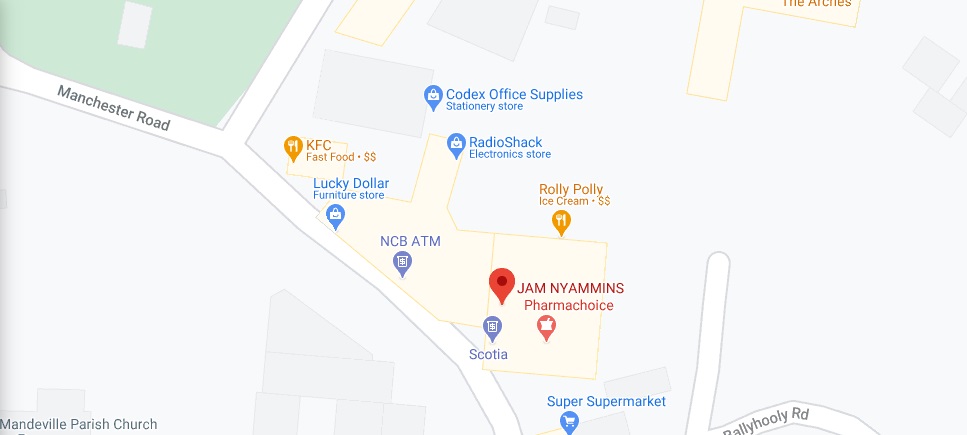 The Arches
Manchester Road
Codex Office Supplies
Stationery store
RadioShack
Electronics store
KFC
Fast Food • $$
Lucky Dollar
Furniture store
Rolly Polly
Ice Cream • $$
NCB ATM
JAM NYAMMINS
Pharmachoice
Scotia
Super Supermarket
Ballyhooly Rd
Mandeville Parish Church